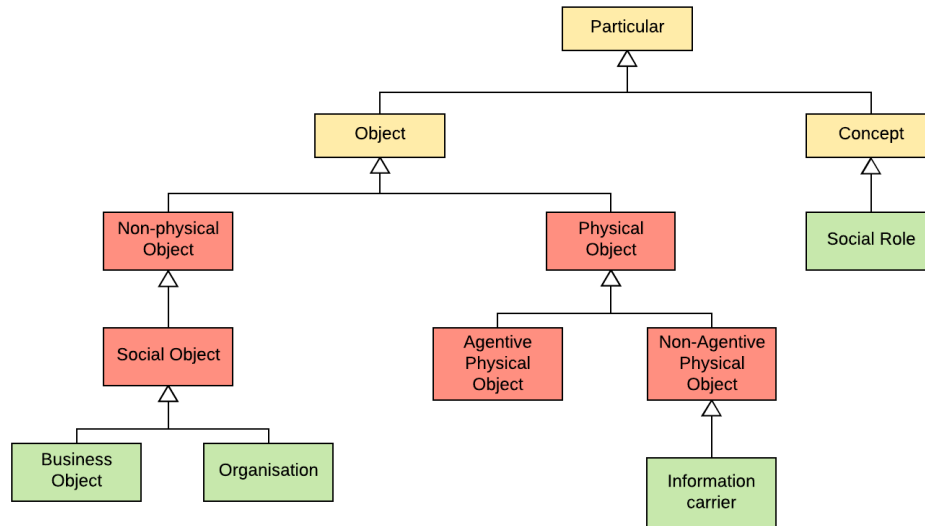 Particular
Object
Concept
Non-physical
Object
Physical
Object
Social Role
Social Object
Agentive
Physical
Object
Non-Agentive
Physical
Object
Business
Object
Organisation
Information
carrier